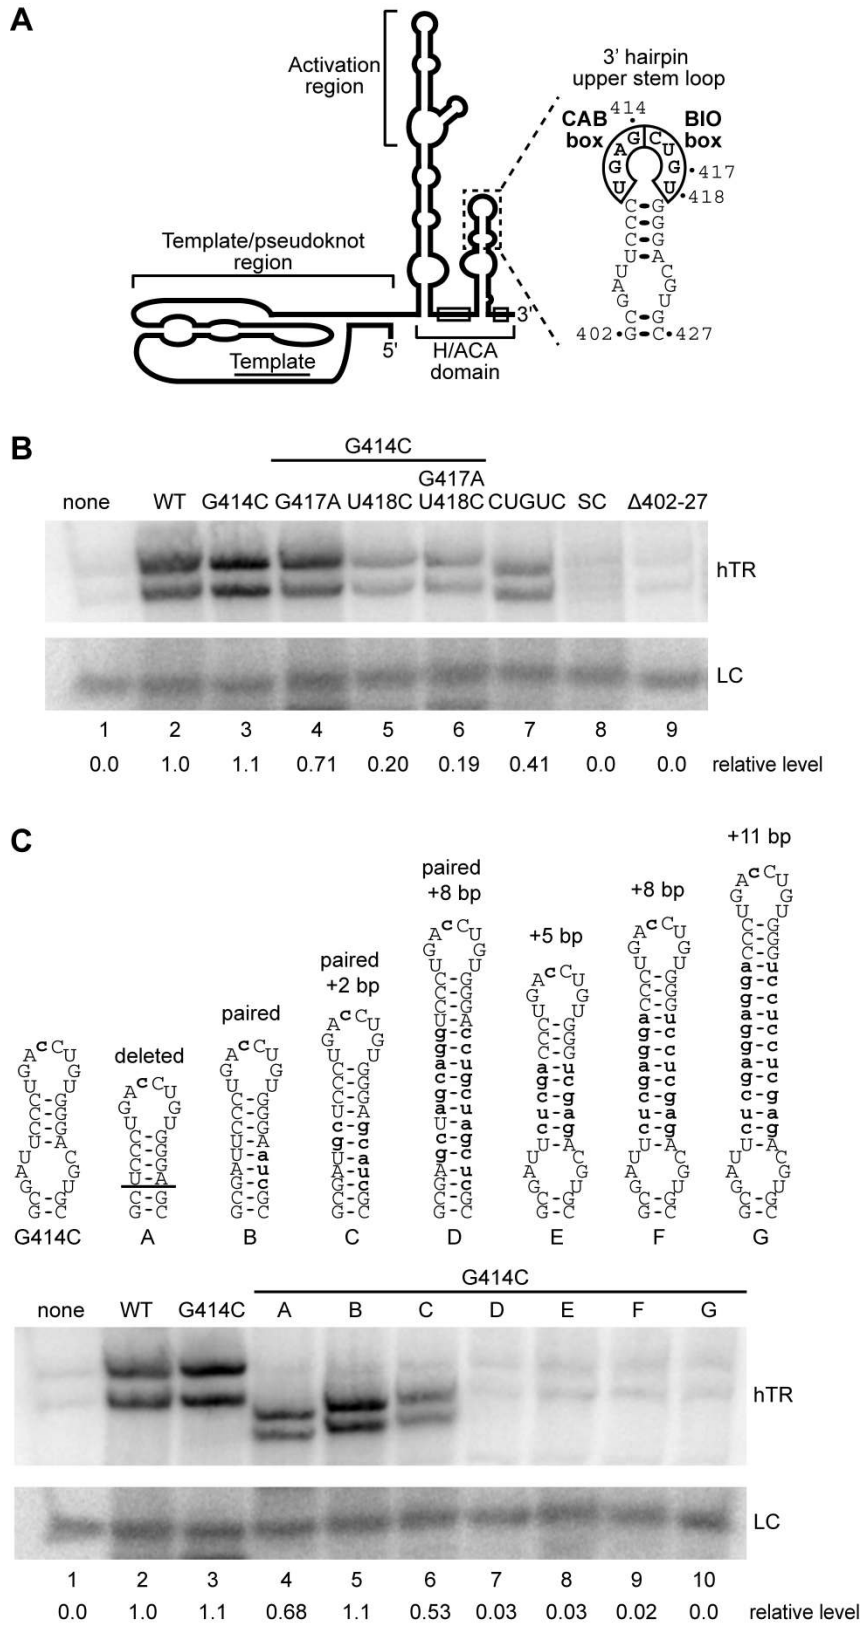 A
Activation
region
3' hairpin
upper stem loop
CAB
box
414
BIO
box
U G A G C U G U
417
418
C G
C G
C G
U A
U C
A G
G U
C G
402 G C 427
Template/pseudoknot
region
Template
5'
3'
H/ACA
domain
B
G414C
G417A
none WT G414C G417A U418C U418C CUGUC SC Δ402-27
hTR
LC
1 2 3 4 5 6 7 8 9
0.0 1.0 1.1 0.71 0.20 0.19 0.41 0.0 0.0 relative level
C
+11 bp
paired
+8 bp
+8 bp
+5 bp
paired
+2 bp
paired
deleted
G414C A B C D E F G
G414C
none WT G414C A B C D E F G
hTR
LC
1 2 3 4 5 6 7 8 9 10
0.0 1.0 1.1 0.68 1.1 0.53 0.03 0.03 0.02 0.0 relative level